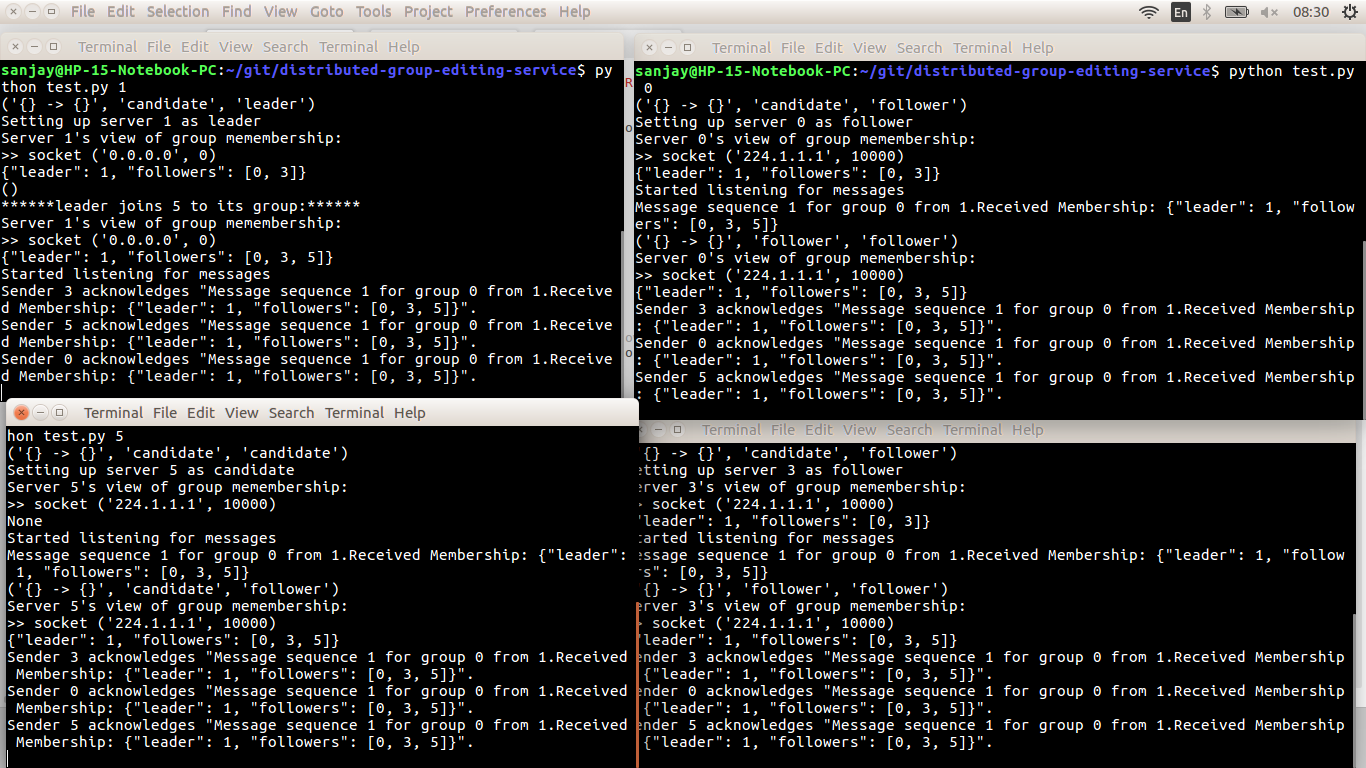 File Edit Selection Find View Goto Tools Project Preferences Help En 08:30
Terminal File Edit View Search Terminal Help
sanjay@HP-15-Notebook-PC:~/git/distributed-group-editing-service$ py
thon test.py 1
('{} -> {}', 'candidate', 'leader')
Setting up server 1 as leader
Server 1's view of group memembership:
>> socket ('0.0.0.0', 0)
{"leader": 1, "followers": [0, 3]}
()
******leader joins 5 to its group:******
Server 1's view of group memembership:
>> socket ('0.0.0.0', 0)
{"leader": 1, "followers": [0, 3, 5]}
Started listening for messages
Sender 3 acknowledges "Message sequence 1 for group 0 from 1.Receive
d Membership: {"leader": 1, "followers": [0, 3, 5]}".
Sender 5 acknowledges "Message sequence 1 for group 0 from 1.Receive
d Membership: {"leader": 1, "followers": [0, 3, 5]}".
Sender 0 acknowledges "Message sequence 1 for group 0 from 1.Receive
d Membership: {"leader": 1, "followers": [0, 3, 5]}".
R
o
o
o
Terminal File Edit View Search Terminal Help
sanjay@HP-15-Notebook-PC:~/git/distributed-group-editing-service$ python test.py
 0
('{} -> {}', 'candidate', 'follower')
Setting up server 0 as follower
Server 0's view of group memembership:
>> socket ('224.1.1.1', 10000)
{"leader": 1, "followers": [0, 3]}
Started listening for messages
Message sequence 1 for group 0 from 1.Received Membership: {"leader": 1, "follow
ers": [0, 3, 5]}
('{} -> {}', 'follower', 'follower')
Server 0's view of group memembership:
>> socket ('224.1.1.1', 10000)
{"leader": 1, "followers": [0, 3, 5]}
Sender 3 acknowledges "Message sequence 1 for group 0 from 1.Received Membership
: {"leader": 1, "followers": [0, 3, 5]}".
Sender 0 acknowledges "Message sequence 1 for group 0 from 1.Received Membership
: {"leader": 1, "followers": [0, 3, 5]}".
Sender 5 acknowledges "Message sequence 1 for group 0 from 1.Received Membership
: {"leader": 1, "followers": [0, 3, 5]}".
Terminal File Edit View Search Terminal Help
hon test.py 5
('{} -> {}', 'candidate', 'candidate')
Setting up server 5 as candidate
Server 5's view of group memembership:
>> socket ('224.1.1.1', 10000)
None
Started listening for messages
Message sequence 1 for group 0 from 1.Received Membership: {"leader":
 1, "followers": [0, 3, 5]}
('{} -> {}', 'candidate', 'follower')
Server 5's view of group memembership:
>> socket ('224.1.1.1', 10000)
{"leader": 1, "followers": [0, 3, 5]}
Sender 3 acknowledges "Message sequence 1 for group 0 from 1.Received
 Membership: {"leader": 1, "followers": [0, 3, 5]}".
Sender 0 acknowledges "Message sequence 1 for group 0 from 1.Received
 Membership: {"leader": 1, "followers": [0, 3, 5]}".
Sender 5 acknowledges "Message sequence 1 for group 0 from 1.Received
 Membership: {"leader": 1, "followers": [0, 3, 5]}".
Terminal File Edit View Search Terminal Help
'{} -> {}', 'candidate', 'follower')
etting up server 3 as follower
erver 3's view of group memembership:
> socket ('224.1.1.1', 10000)
"leader": 1, "followers": [0, 3]}
tarted listening for messages
essage sequence 1 for group 0 from 1.Received Membership: {"leader": 1, "follow
rs": [0, 3, 5]}
'{} -> {}', 'follower', 'follower')
erver 3's view of group memembership:
> socket ('224.1.1.1', 10000)
"leader": 1, "followers": [0, 3, 5]}
ender 3 acknowledges "Message sequence 1 for group 0 from 1.Received Membership
 {"leader": 1, "followers": [0, 3, 5]}".
ender 0 acknowledges "Message sequence 1 for group 0 from 1.Received Membership
 {"leader": 1, "followers": [0, 3, 5]}".
ender 5 acknowledges "Message sequence 1 for group 0 from 1.Received Membership
 {"leader": 1, "followers": [0, 3, 5]}".